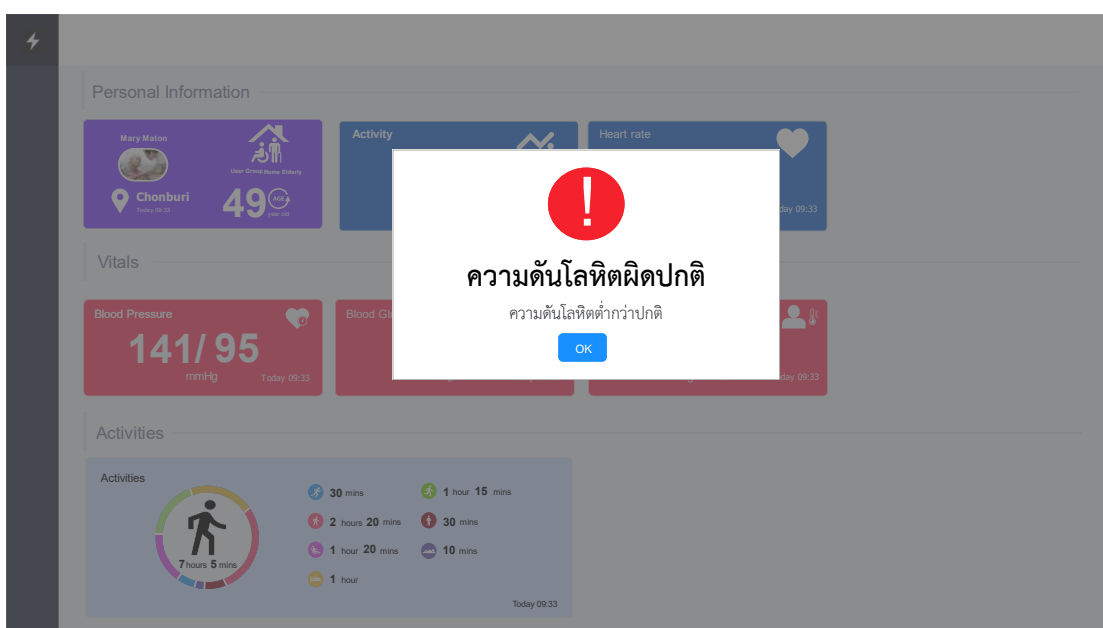 Personal Information
Mary Maton
User Group Home Elderly
Chonburi
Today 09:33
49
AGE
year old
Activity
Heart rate
day 09:33
ความดันโลหิตผิดปกติ
ความดันโลหิตต่ำกว่าปกติ
OK
Vitals
Blood Pressure
141/ 95
mmHg
Today 09:33
Blood Gl
day 09:33
Activities
Activities
7 hours 5 mins
30 mins
1 hour 15 mins
2 hours 20 mins
30 mins
1 hour 20 mins
10 mins
1 hour
Today 09:33